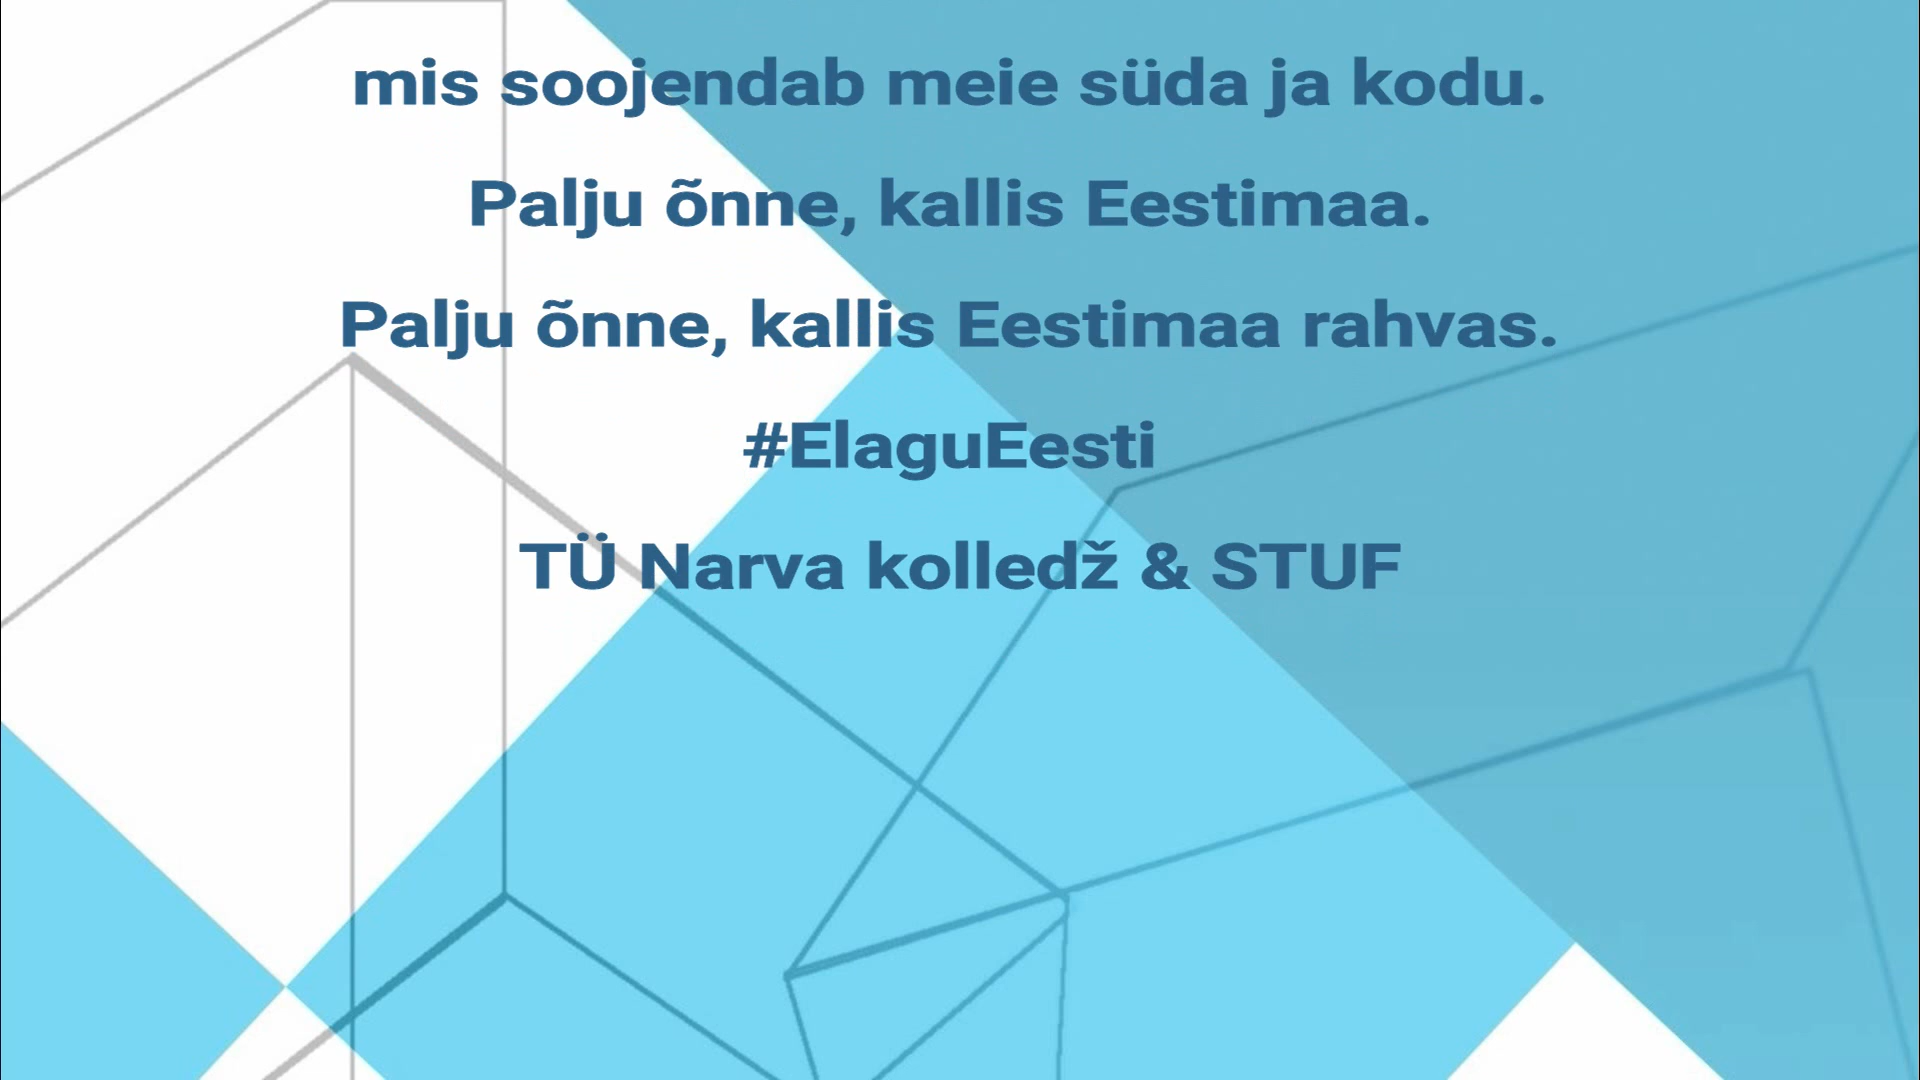 mis soojendab meie süda ja kodu.
Palju õnne, kallis Eestimaa.
Palju õnne, kallis Eestimaa rahvas.
#ElaguEesti
TÜ Narva kolledž & STUF